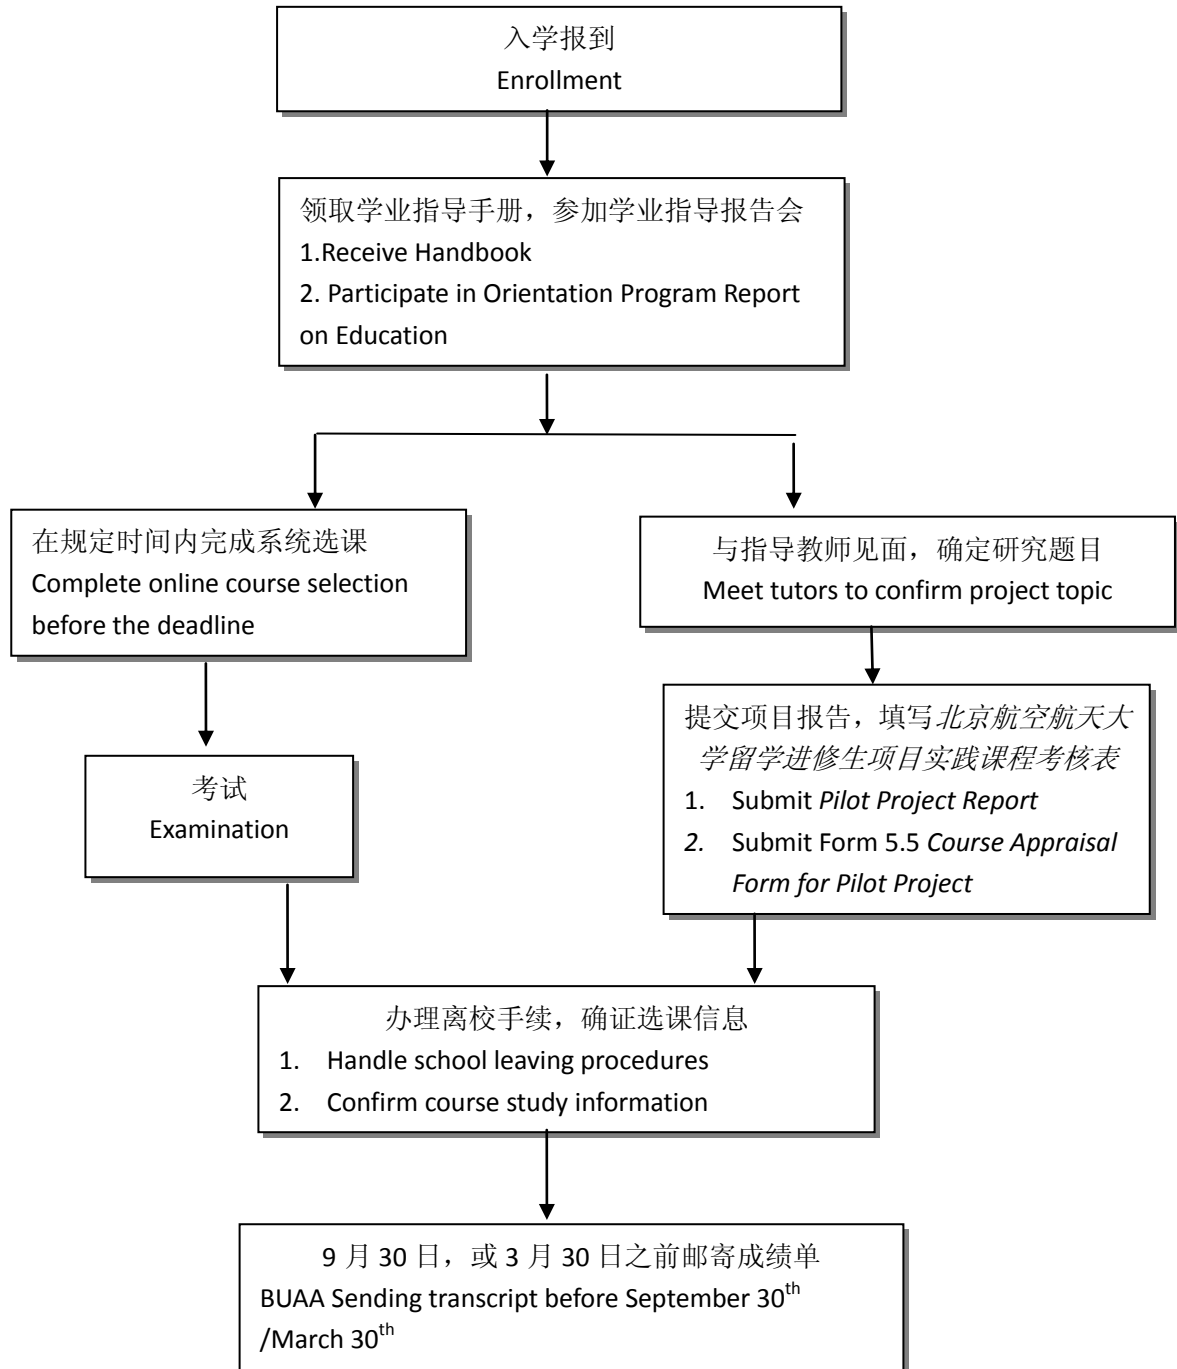 入学报到
Enrollment
领取学业指导手册，参加学业指导报告会
1.Receive Handbook
2. Participate in Orientation Program Report
on Education
在规定时间内完成系统选课
Complete online course selection
before the deadline
与指导教师见面，确定研究题目
Meet tutors to confirm project topic
考试
Examination
提交项目报告，填写北京航空航天大
学留学进修生项目实践课程考核表
1. Submit Pilot Project Report
2. Submit Form 5.5 Course Appraisal
Form for Pilot Project
办理离校手续，确证选课信息
1. Handle school leaving procedures
2. Confirm course study information
9 月 30 日，或 3 月 30 日之前邮寄成绩单
BUAA Sending transcript before September 30th
/March 30th